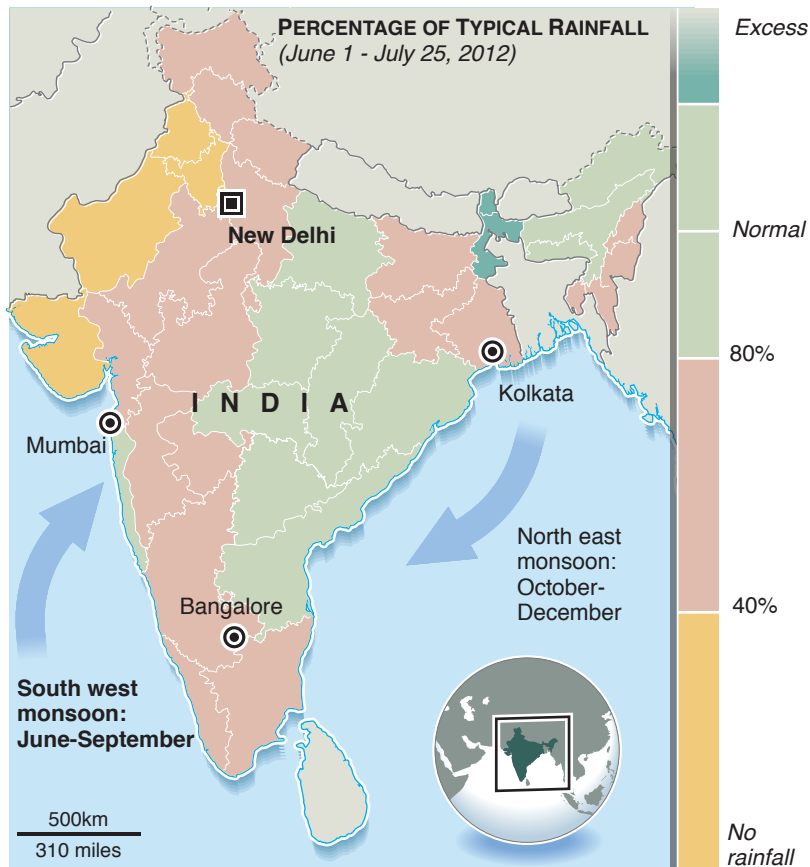 PERCENTAGE OF TYPICAL RAINFALL
(June 1 - July 25, 2012)
Excess
Normal
80%
40%
No
rainfall
New Delhi
INDIA
Kolkata
Mumbai
North east
monsoon:
October-
December
Bangalore
South west
monsoon:
June-September
500km
310 miles